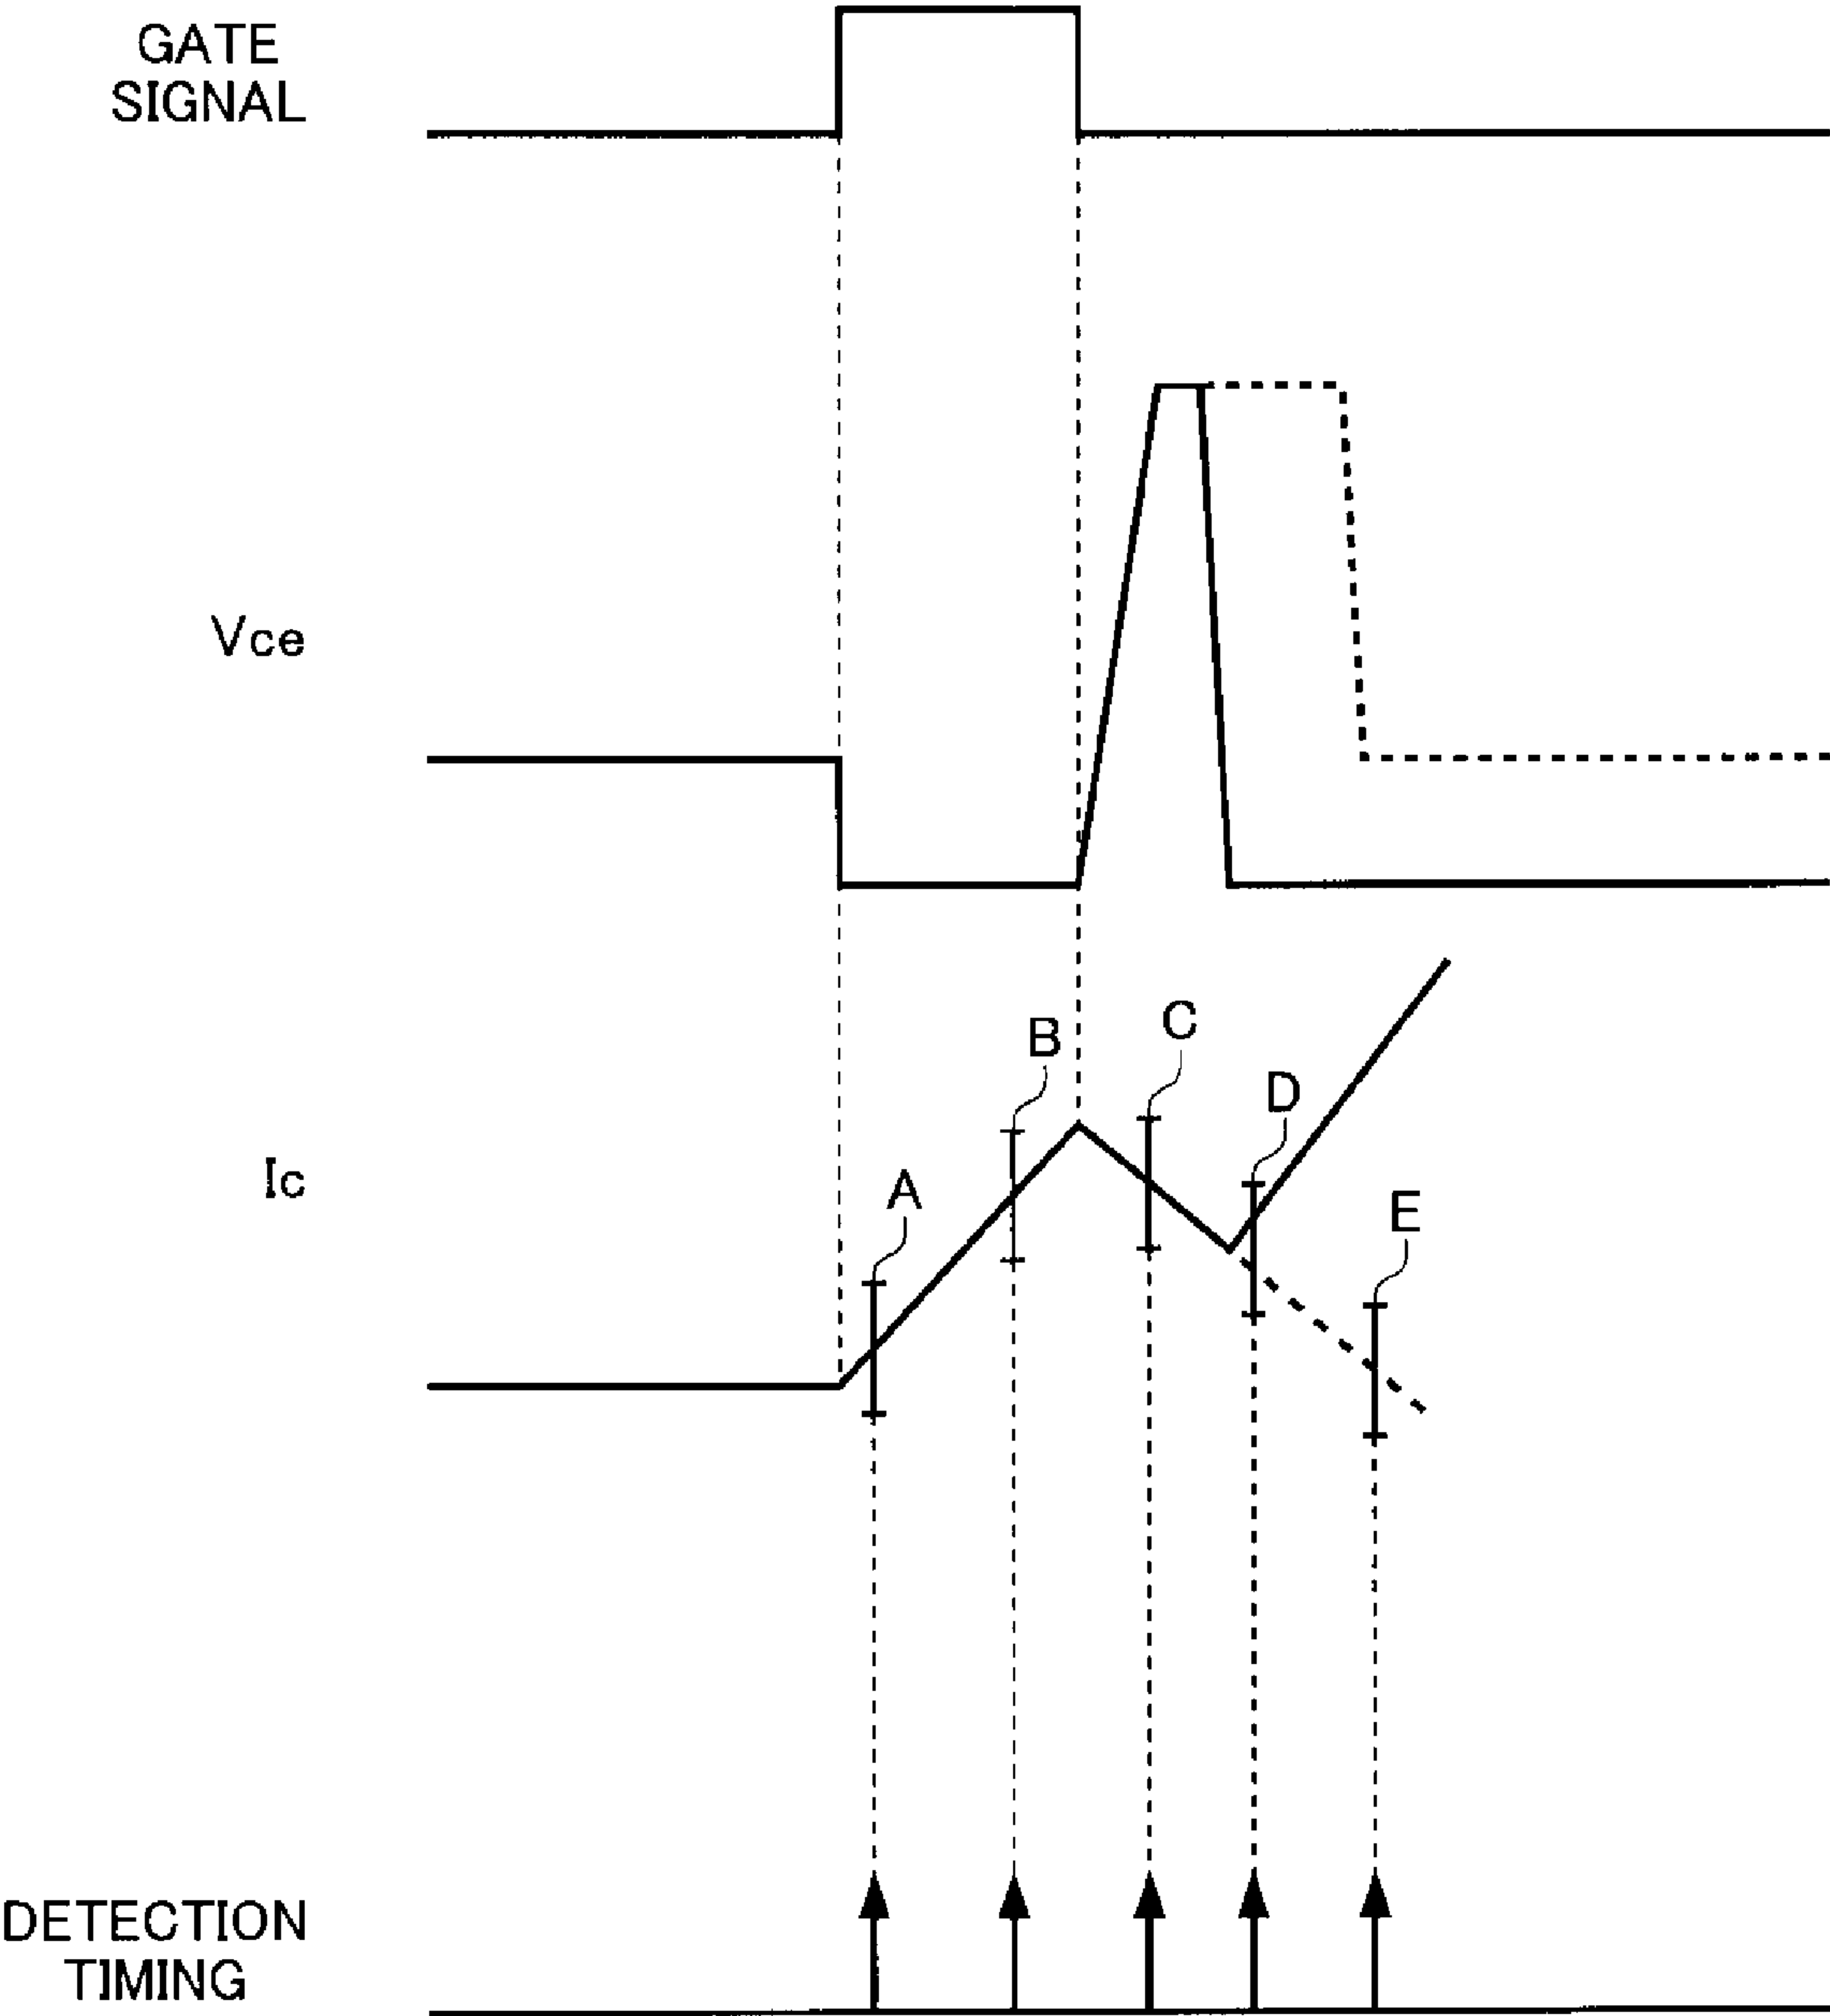 GATE
SIGNAL
Vce
B
C
D
A
Ic
E
DETECTION
TIMING